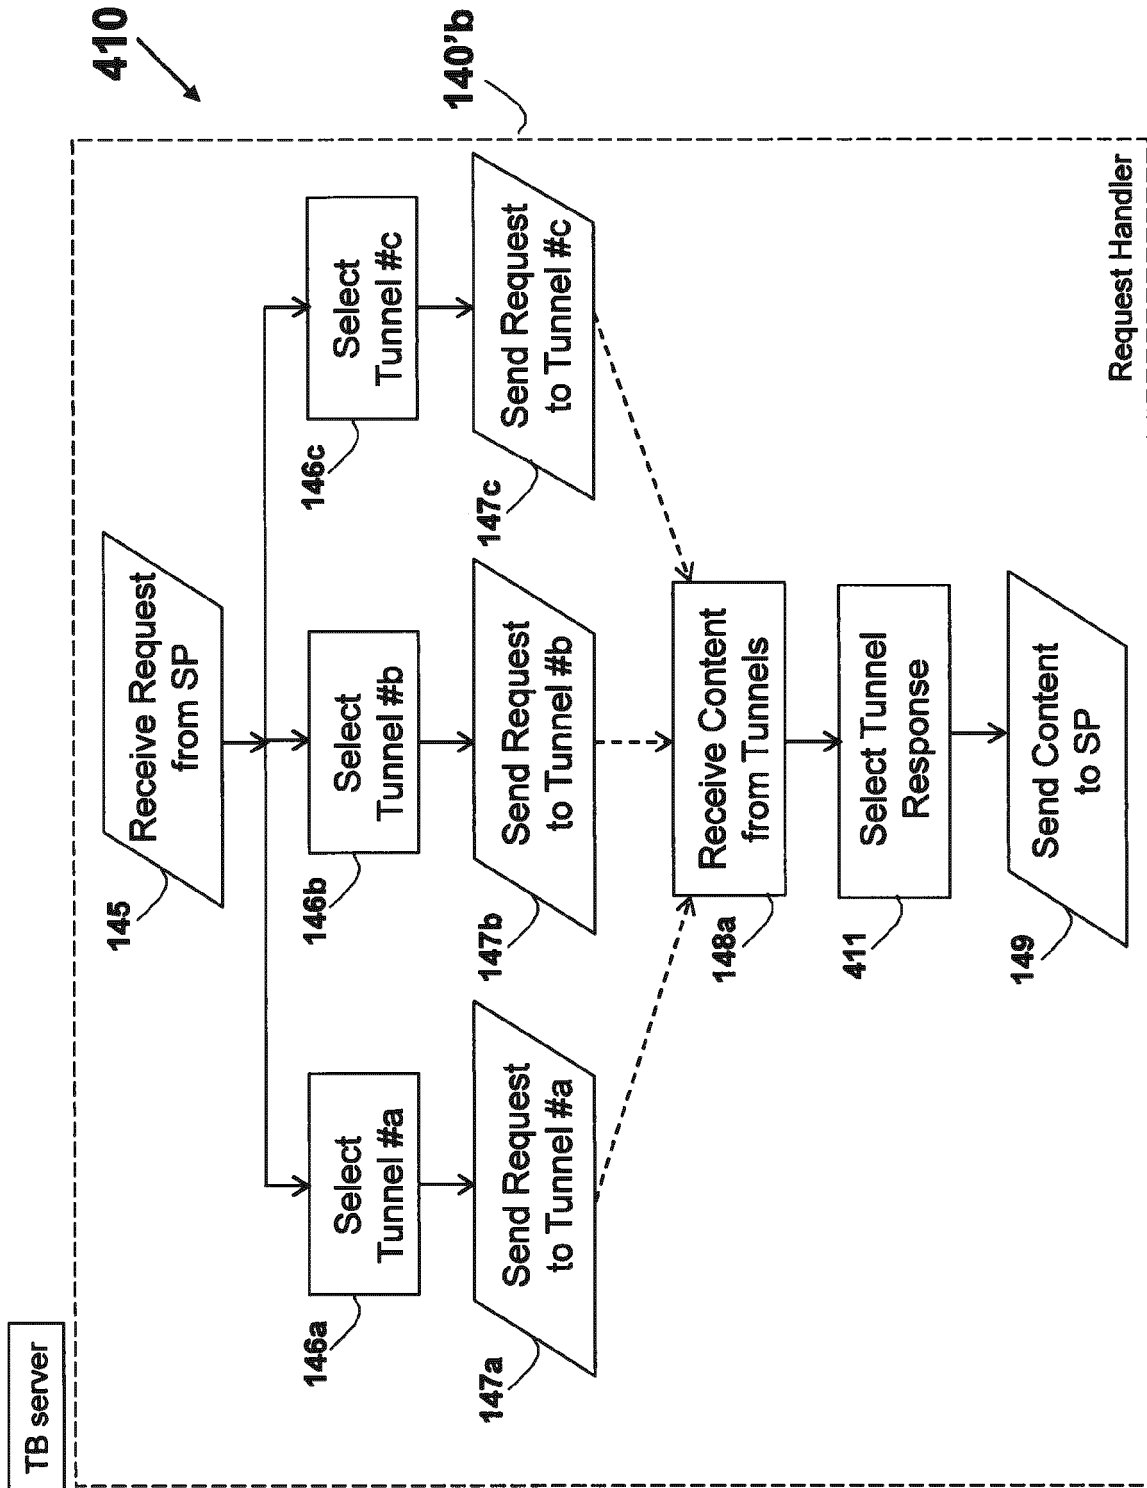 TB server
410
140'b
Receive Request
from SP
145
Select
Tunnel #a
146a
Select
Tunnel #b
146b
Select
Tunnel #c
146c
Send Request
to Tunnel #a
147a
Send Request
to Tunnel #b
147b
Send Request
to Tunnel #c
147c
Receive Content
from Tunnels
148a
Select Tunnel
Response
411
Send Content
to SP
149
Request Handler